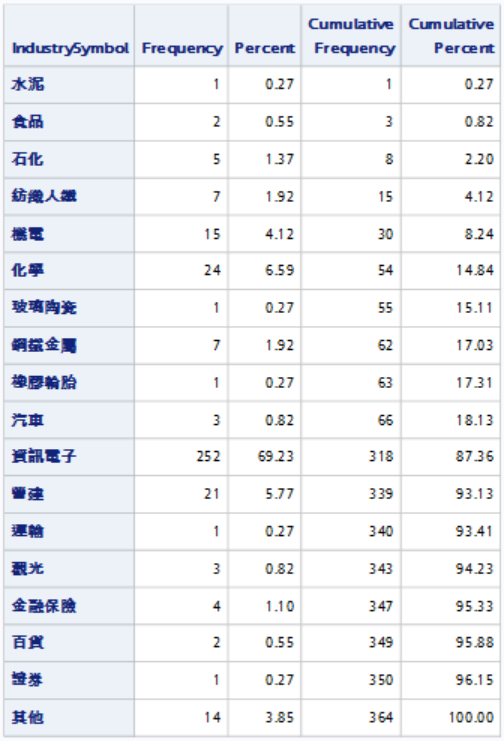 Cumulative Cumulative
IndustrySymbol Frequency Percent Frequency Percent
水泥 1 0.27 1 0.27
食品 2 0.55 3 0.82
石化 5 1.37 8 2.20
紡織人纖 7 1.92 15 4.12
機電 15 4.12 30 8.24
化學 24 6.59 54 14.84
玻璃陶瓷 1 0.27 55 15.11
鋼鐵金屬 7 1.92 62 17.03
橡膠輪胎 1 0.27 63 17.31
汽車 3 0.82 66 18.13
資訊電子 252 69.23 318 87.36
營建 21 5.77 339 93.13
運輸 1 0.27 340 93.41
觀光 3 0.82 343 94.23
金融保險 4 1.10 347 95.33
百貨 2 0.55 349 95.88
證券 1 0.27 350 96.15
其他 14 3.85 364 100.00